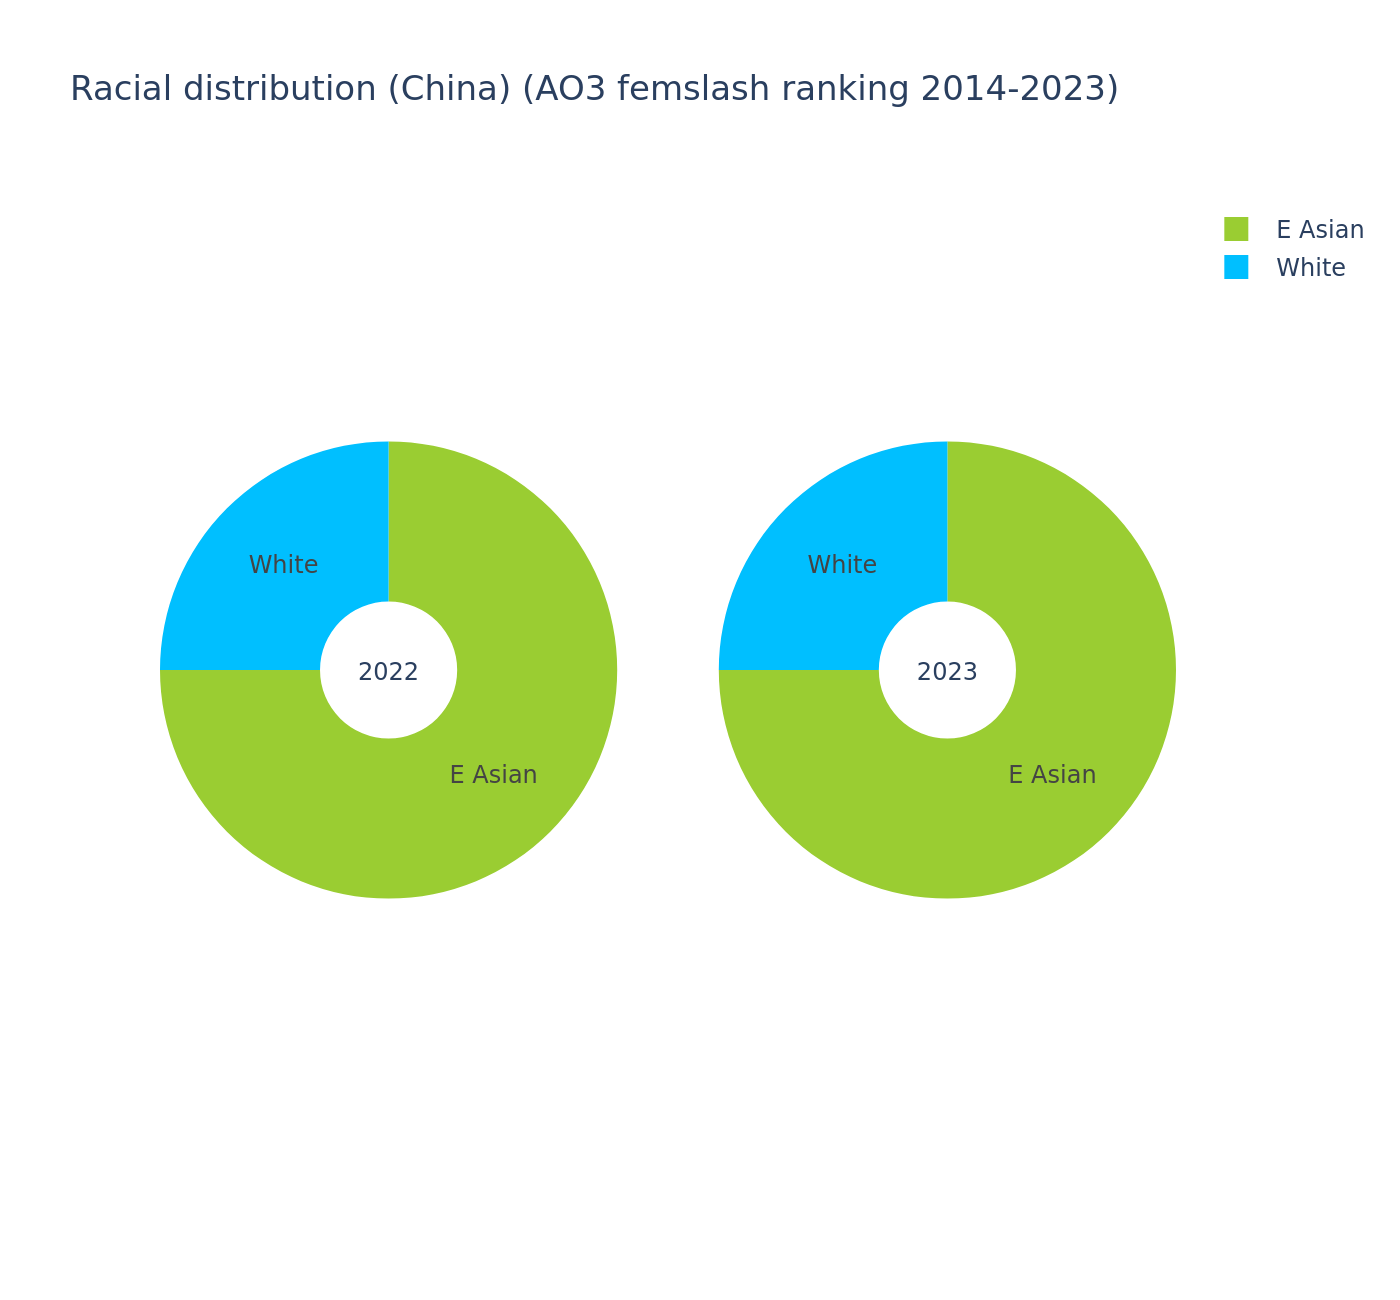 Racial distribution (China) (AO3 femslash ranking 2014-2023)
E Asian
White
White
2022
E Asian
White
2023
E Asian